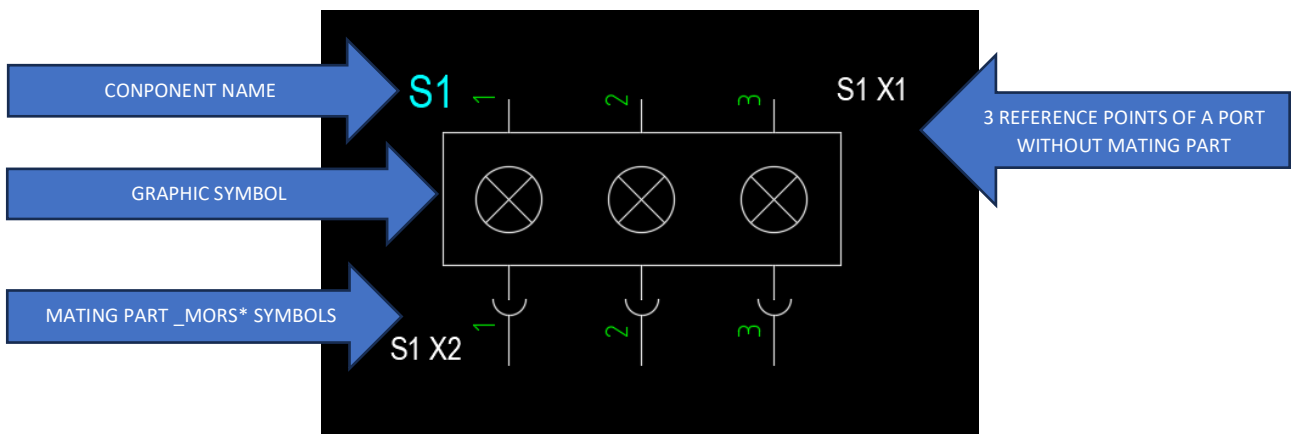 CONPONENT NAME
S1
1
2
3
S1 X1
3 REFERENCE POINTS OF A PORT
WITHOUT MATING PART
GRAPHIC SYMBOL
MATING PART _MORS* SYMBOLS
1
2
3
S1 X2